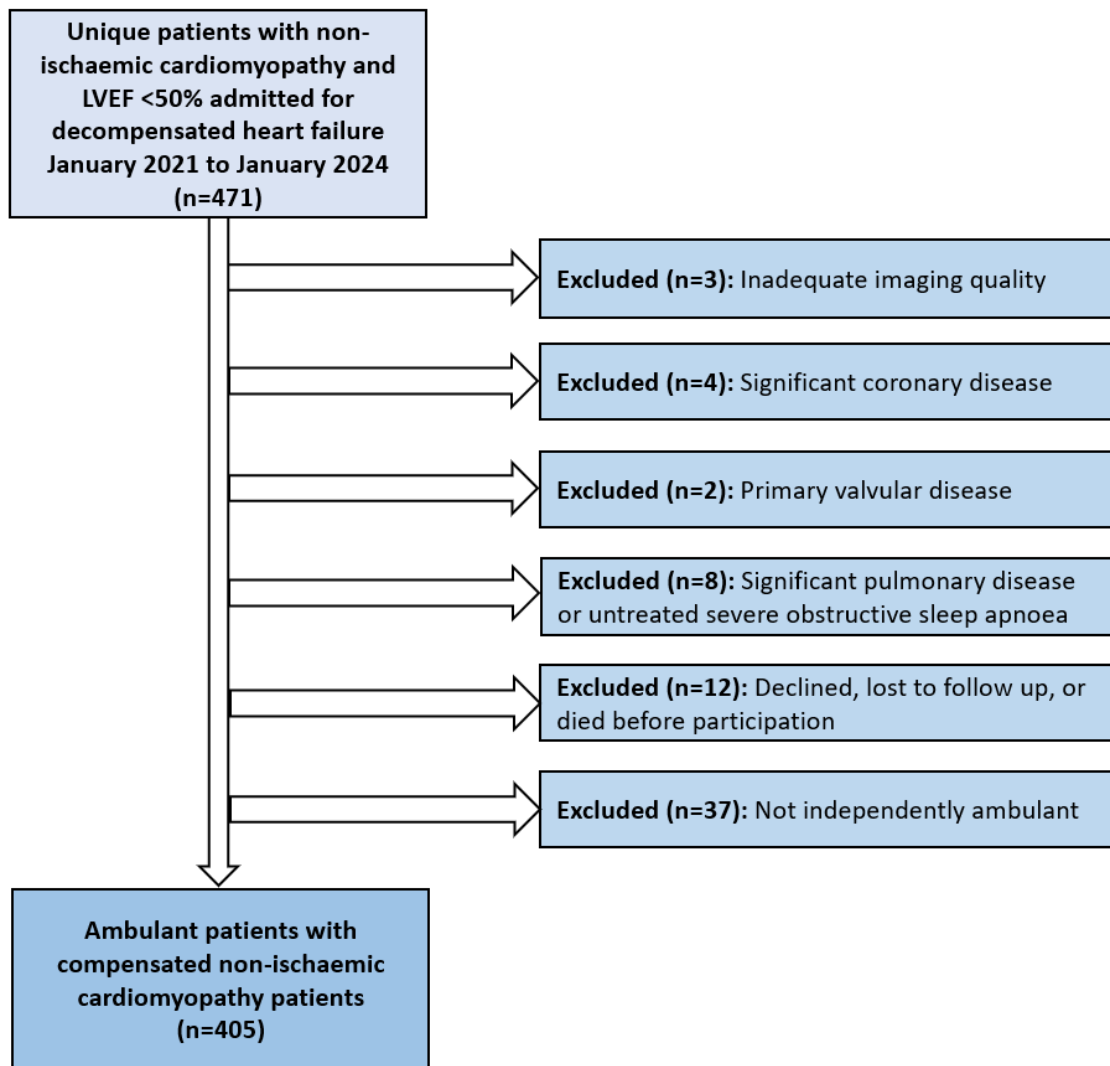 Unique patients with non-
ischaemic cardiomyopathy and
LVEF <50% admitted for
decompensated heart failure
January 2021 to January 2024
(n=471)
Excluded (n=3): Inadequate imaging quality
Excluded (n=4): Significant coronary disease
Excluded (n=2): Primary valvular disease
Excluded (n=8): Significant pulmonary disease
or untreated severe obstructive sleep apnoea
Excluded (n=12): Declined, lost to follow up, or
died before participation
Excluded (n=37): Not independently ambulant
Ambulant patients with
compensated non-ischaemic
cardiomyopathy patients
(n=405)